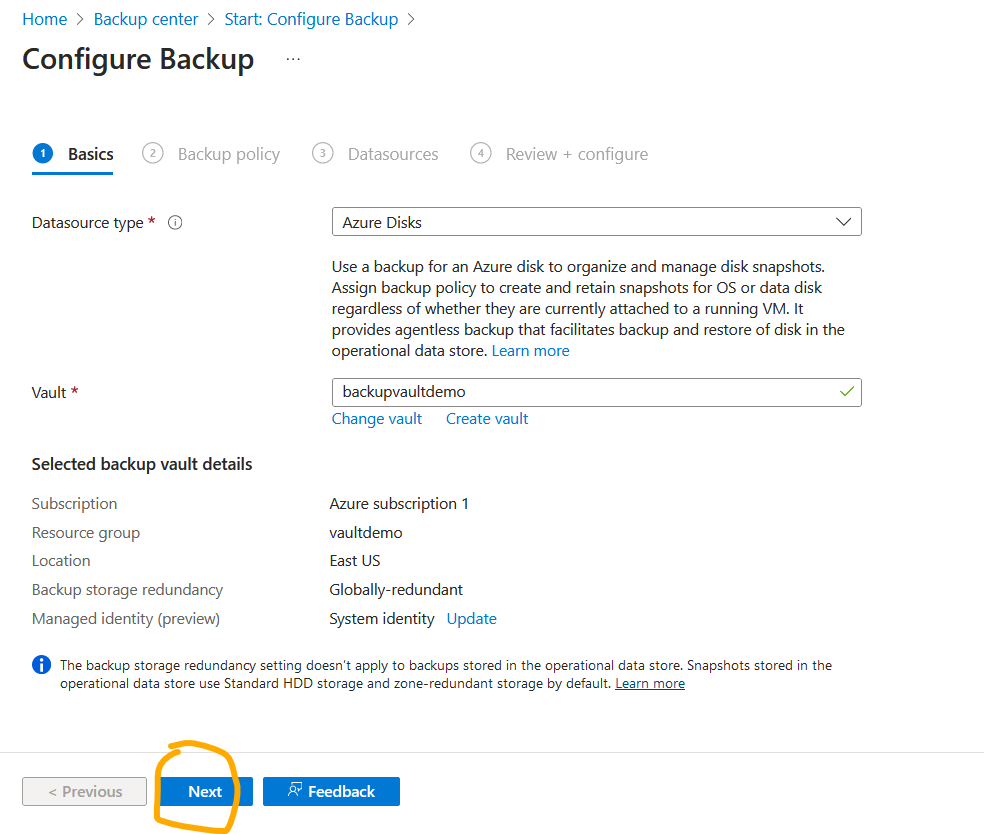 Home > Backup center > Start: Configure Backup >
Configure Backup ...
1 Basics 2 Backup policy 3 Datasources 4 Review + configure
Datasource type * Azure Disks
Use a backup for an Azure disk to organize and manage disk snapshots.
Assign backup policy to create and retain snapshots for OS or data disk
regardless of whether they are currently attached to a running VM. It
provides agentless backup that facilitates backup and restore of disk in the
operational data store. Learn more
Vault * backupvaultdemo
Change vault Create vault
Selected backup vault details
Subscription Azure subscription 1
Resource group vaultdemo
Location East US
Backup storage redundancy Globally-redundant
Managed identity (preview) System identity Update
The backup storage redundancy setting doesn't apply to backups stored in the operational data store. Snapshots stored in the
operational data store use Standard HDD storage and zone-redundant storage by default. Learn more
< Previous Next Feedback